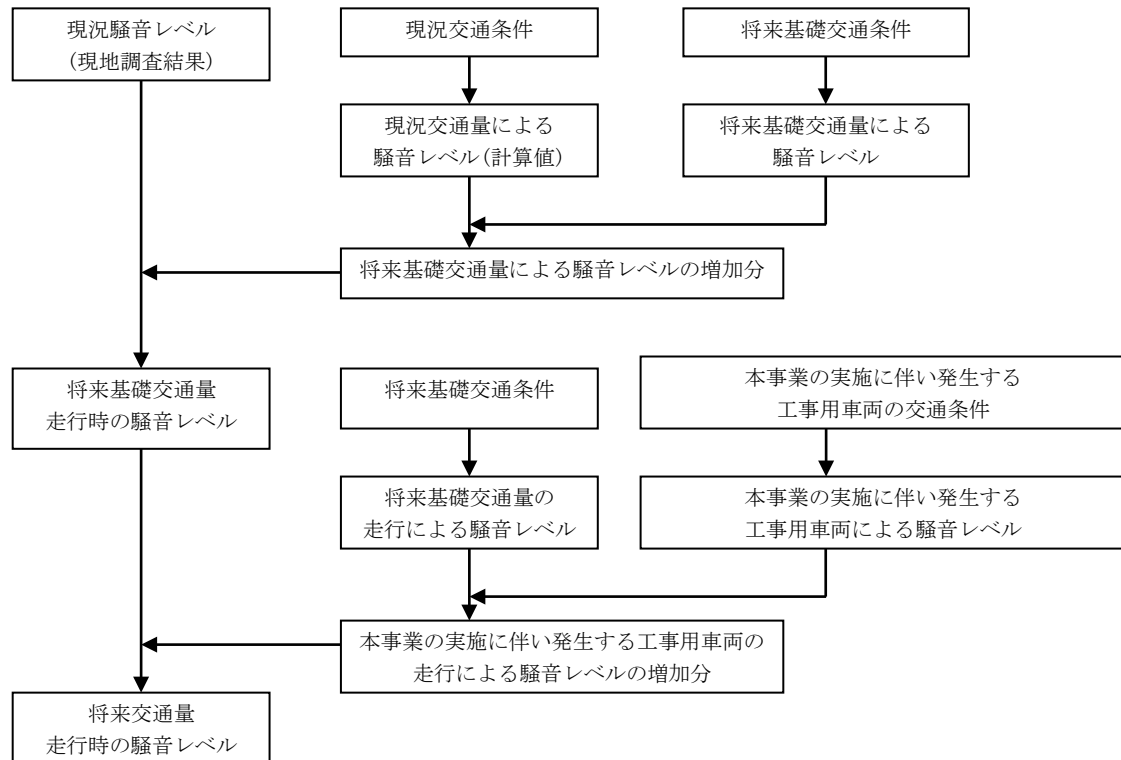 現況騒音レベル
(現地調査結果)
現況交通条件
将来基礎交通条件
現況交通量による
騒音レベル(計算値)
将来基礎交通量による
騒音レベル
将来基礎交通量による騒音レベルの増加分
将来基礎交通量
走行時の騒音レベル
将来基礎交通条件
本事業の実施に伴い発生する
工事用車両の交通条件
将来基礎交通量の
走行による騒音レベル
本事業の実施に伴い発生する
工事用車両による騒音レベル
本事業の実施に伴い発生する工事用車両の
走行による騒音レベルの増加分
将来交通量
走行時の騒音レベル